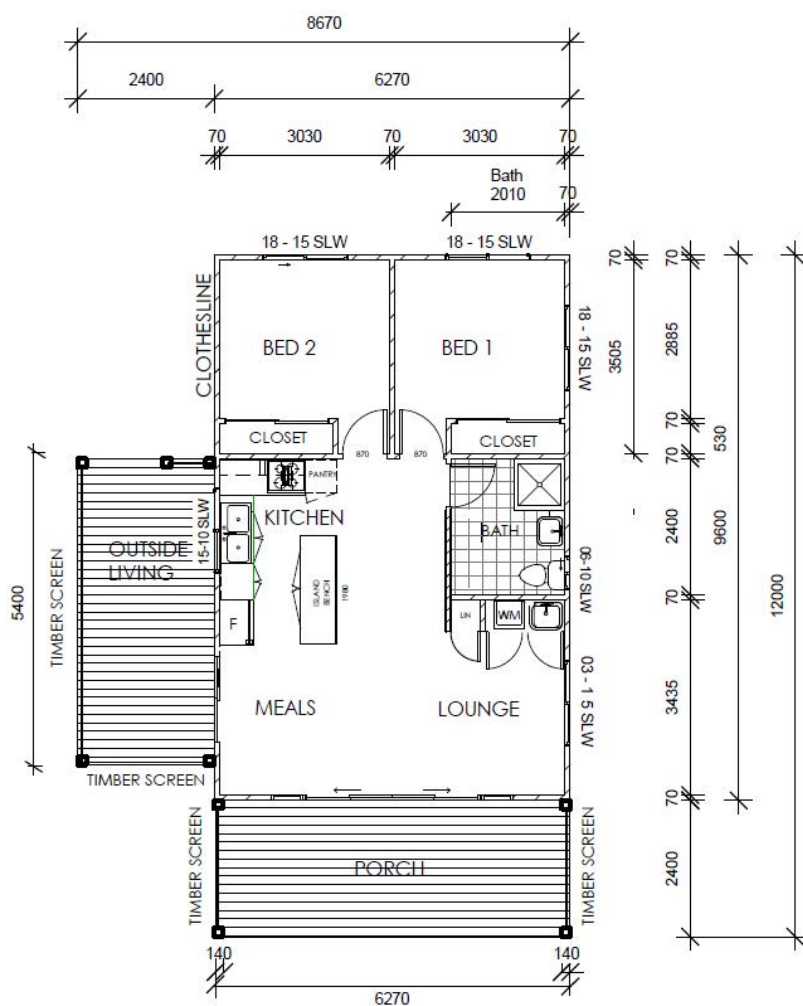 8670
2400 6270
70 3030 70 3030 70
Bath
2010 70
18 - 15 SLW 18 - 15 SLW
CLOTHESLINE
BED 2 BED 1
18 - 15 SLW
70
3505
70
2885
70
70
530
CLOSET CLOSET
870 870
PANTRY
KITCHEN
15-10 SLW
OUTSIDE
LIVING
TIMBER SCREEN
5400
BATH
06-10 SLW
2400
9600
12000
ISLAND
BENCH
1980
F
LIN
WM
70
03 - 1 5 SLW
3435
MEALS LOUNGE
TIMBER SCREEN
70
TIMBER SCREEN
PORCH
TIMBER SCREEN
2400
140 140
6270